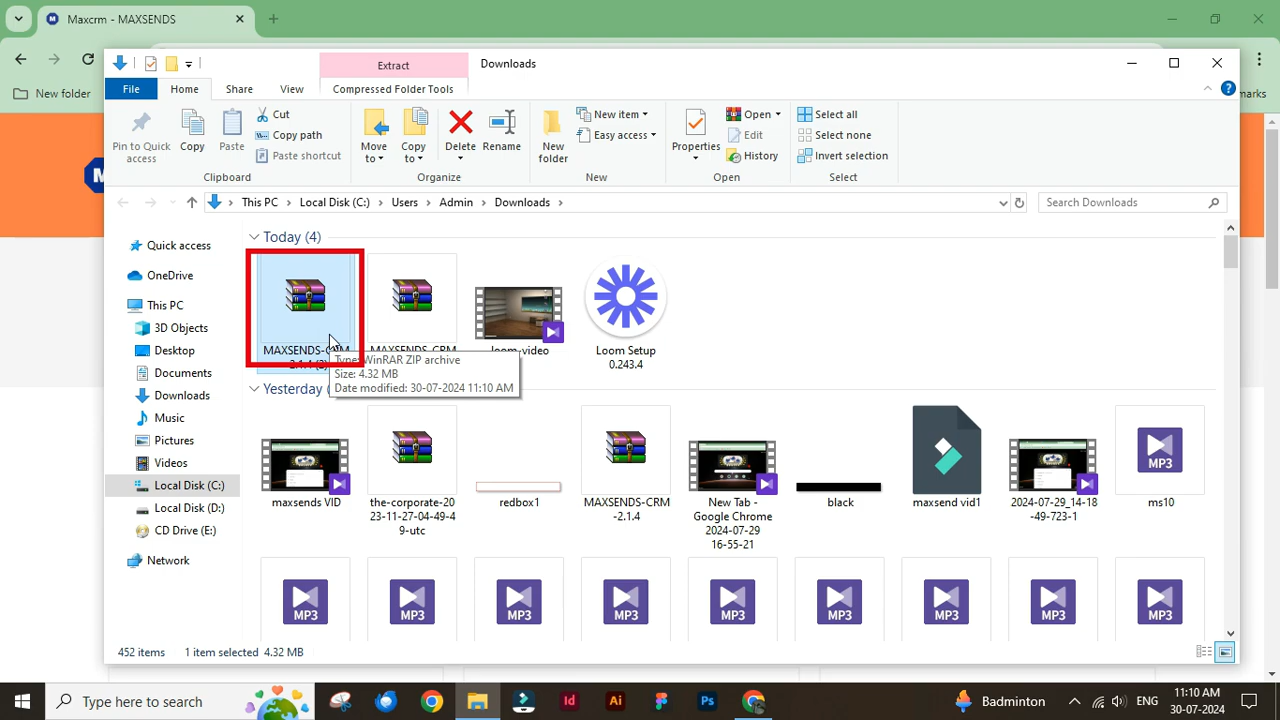 Maxcrm - MAXSENDS
Extract
Downloads
File
Home
Share
View
Compressed Folder Tools
New folder
marks
Pin to Quick
access
Copy
Paste
Cut
Copy path
Paste shortcut
Clipboard
Move
to
Copy
to
Delete
Rename
Organize
New
folder
New item
Easy access
New
Properties
Open
Edit
History
Open
Select all
Select none
Invert selection
Select
This PC
Local Disk (C:)
Users
Admin
Downloads
Search Downloads
Quick access
OneDrive
This PC
3D Objects
Desktop
Documents
Downloads
Music
Pictures
Videos
Local Disk (C:)
Local Disk (D:)
CD Drive (E:)
Network
M
Today (4)
MAXSENDS-CRM
MAXSENDS-CRM
loom-video
Loom Setup
0.243.4
Type: WinRAR ZIP archive
Size: 4.32 MB
Date modified: 30-07-2024 11:10 AM
Yesterday
maxsends VID
the-corporate-20
23-11-27-04-49-4
9-utc
redbox1
MAXSENDS-CRM
-2.1.4
New Tab -
Google Chrome
2024-07-29
16-55-21
black
maxsend vid1
2024-07-29_14-18
-49-723-1
MP3
ms10
MP3
MP3
MP3
MP3
MP3
MP3
MP3
MP3
MP3
452 items
1 item selected 4.32 MB
Type here to search
Id
Ai
Ps
Badminton
ENG
11:10 AM
30-07-2024